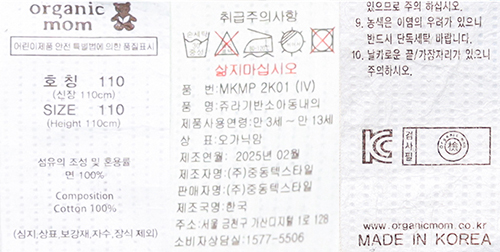 organic
mom
어린이제품 안전 특별법에 의한 품질표시
호 칭 110
(신장 110cm)
SIZE 110
(Height 110cm)
섬유의 조성 및 혼용률
면 100%
Composition
Cotton 100%
(심지,상표,보강재,자수,장식 제외)
취급주의사항
삶지마십시오
품 번:MKMP 2K01 (IV)
품 명:쥬라기반소아동내의
제품사용연령:만 3세 ~ 만 13세
상 표:오가닉맘
제조연월: 2025년 02월
제조자명:(주)중동텍스타일
판매자명:(주)중동텍스타일
제조국명:한국
주소:서울 금천구 가산디지털 1로 128
소비자상담실:1577-5506
있으므로 주의 하십시오.
9. 농색은 이염의 우려가 있으니
반드시 단독세탁 바랍니다.
10. 날카로운 끝/가장자리가 있으니
주의하시오.
KC
검사필
檢
www.organicmom.co.kr
MADE IN KOREA